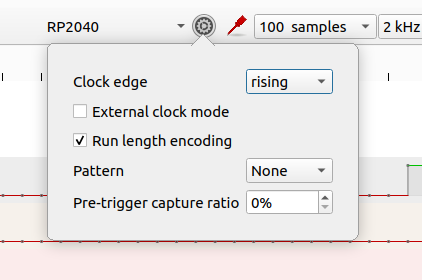 RP2040 100 samples 2 kHz
Clock edge rising
External clock mode
Run length encoding
Pattern None
Pre-trigger capture ratio 0%